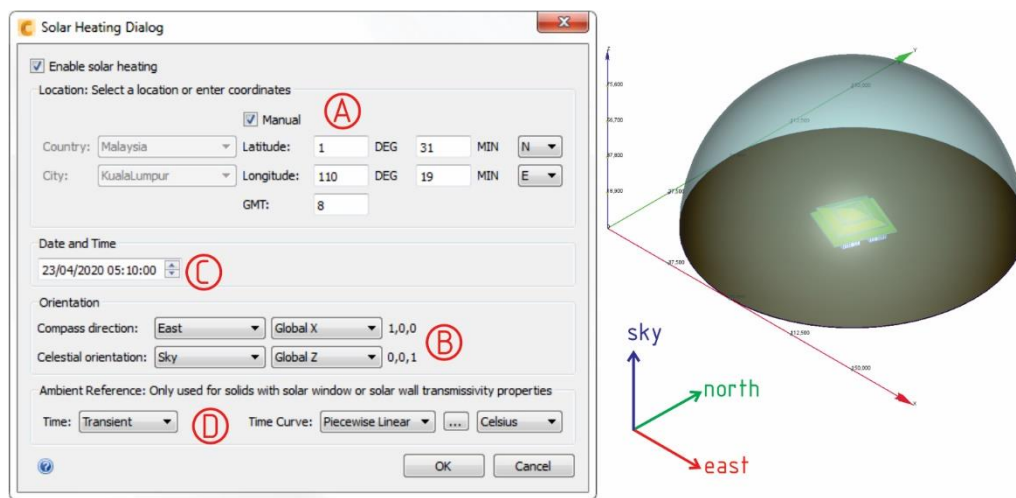 Solar Heating Dialog
Enable solar heating
Location: Select a location or enter coordinates
A
Manual
Country: Malaysia Latitude: 1 DEG 31 MIN N
City: KualaLumpur Longitude: 110 DEG 19 MIN E
GMT: 8
Date and Time
23/04/2020 05:10:00 C
Orientation
Compass direction: East Global X 1,0,0
B
Celestial orientation: Sky Global Z 0,0,1
Ambient Reference: Only used for solids with solar window or solar wall transmissivity properties
Time: Transient D Time Curve: Piecewise Linear ... Celsius
OK Cancel
sky
north
east